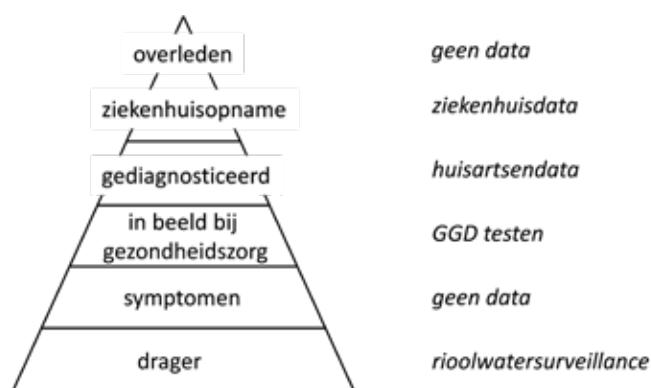 overleden geen data
ziekenhuisopname ziekenhuisdata
gediagnosticeerd huisartsendata
in beeld bij
gezondheidszorg GGD testen
symptomen geen data
drager rioolwatersurveillance